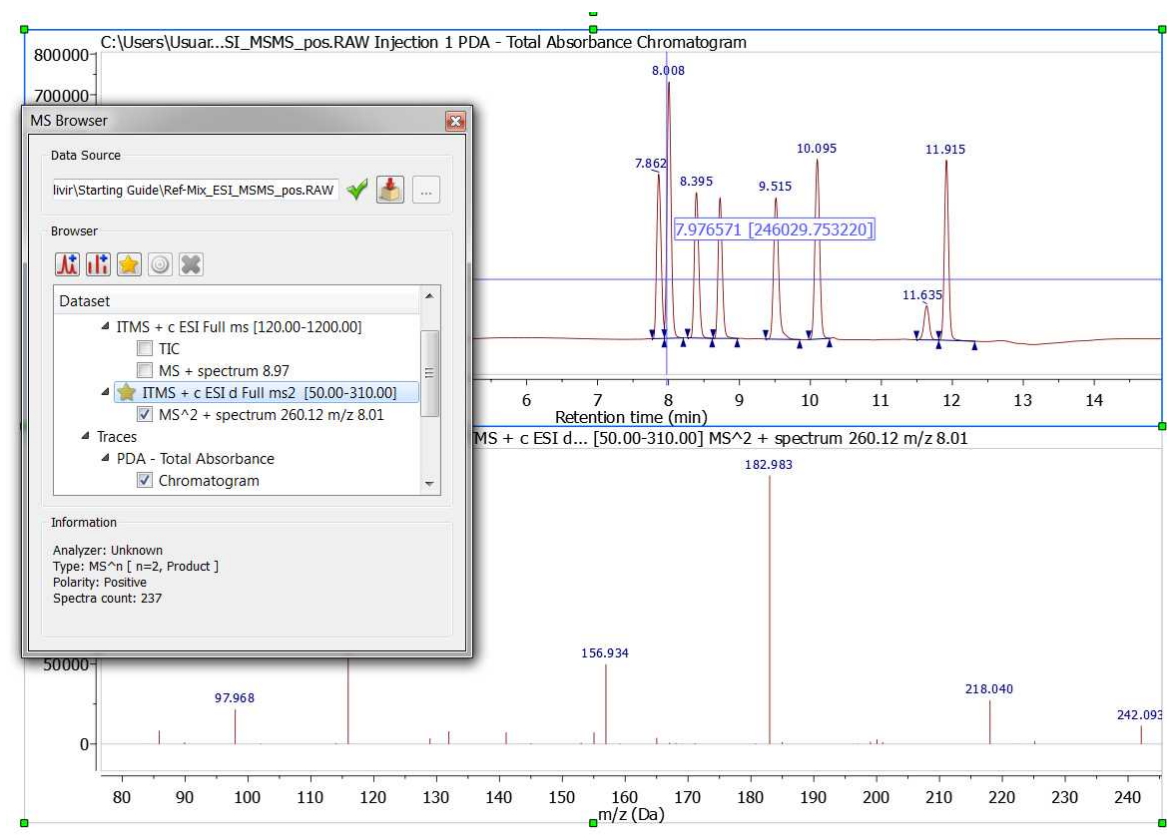 C:\Users\Usuar...SI_MSMS_pos.RAW Injection 1 PDA - Total Absorbance Chromatogram
800000
700000
8.008
7.862
8.395
9.515
10.095
11.635
11.915
7.976571 [246029.753220]
6 7 8 9 10 11 12 13 14
Retention time (min)
MS Browser
Data Source
livir\Starting Guide\Ref-Mix_ESI_MSMS_pos.RAW
...
Browser
Dataset
ITMS + c ESI Full ms [120.00-1200.00]
TIC
MS + spectrum 8.97
ITMS + c ESI d Full ms2 [50.00-310.00]
MS^2 + spectrum 260.12 m/z 8.01
Traces
PDA - Total Absorbance
Chromatogram
Information
Analyzer: Unknown
Type: MS^n [ n=2, Product ]
Polarity: Positive
Spectra count: 237
MS + c ESI d... [50.00-310.00] MS^2 + spectrum 260.12 m/z 8.01
182.983
156.934
97.968
218.040
242.093
50000
0
80 90 100 110 120 130 140 150 160 170 180 190 200 210 220 230 240
m/z (Da)